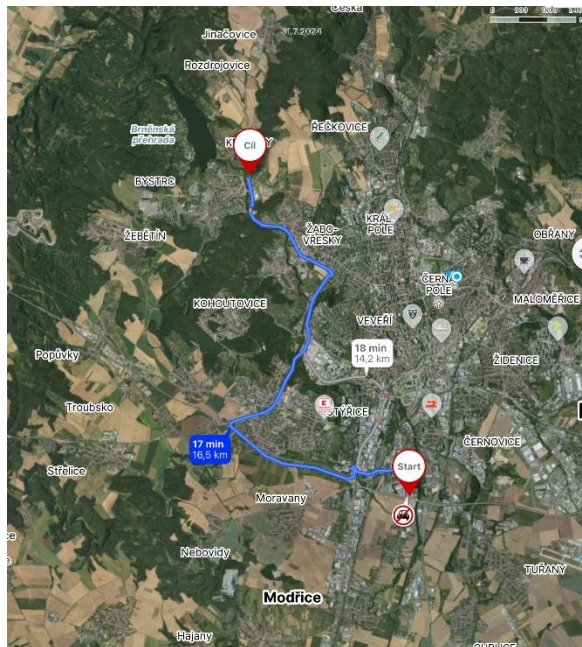 Česká
Jinačovice
31.7.2024
Rozdrojovice
ŘEČKOVICE
Brněnská
přehrada
Cíl
BYSTRC
KRÁL.
POLE
ŽABO-
VŘESKY
OBŘANY
ŽEBĚTÍN
ČERNÁ
POLE
MALOMĚŘICE
KOHOUTOVICE
VEVEŘÍ
18 min
14,2 km
Popůvky
ŽIDENICE
Troubsko
17 min
16,5 km
ČERNOVICE
Střelice
Start
Moravany
Nebovidy
TUŘANY
Modřice
Hajany